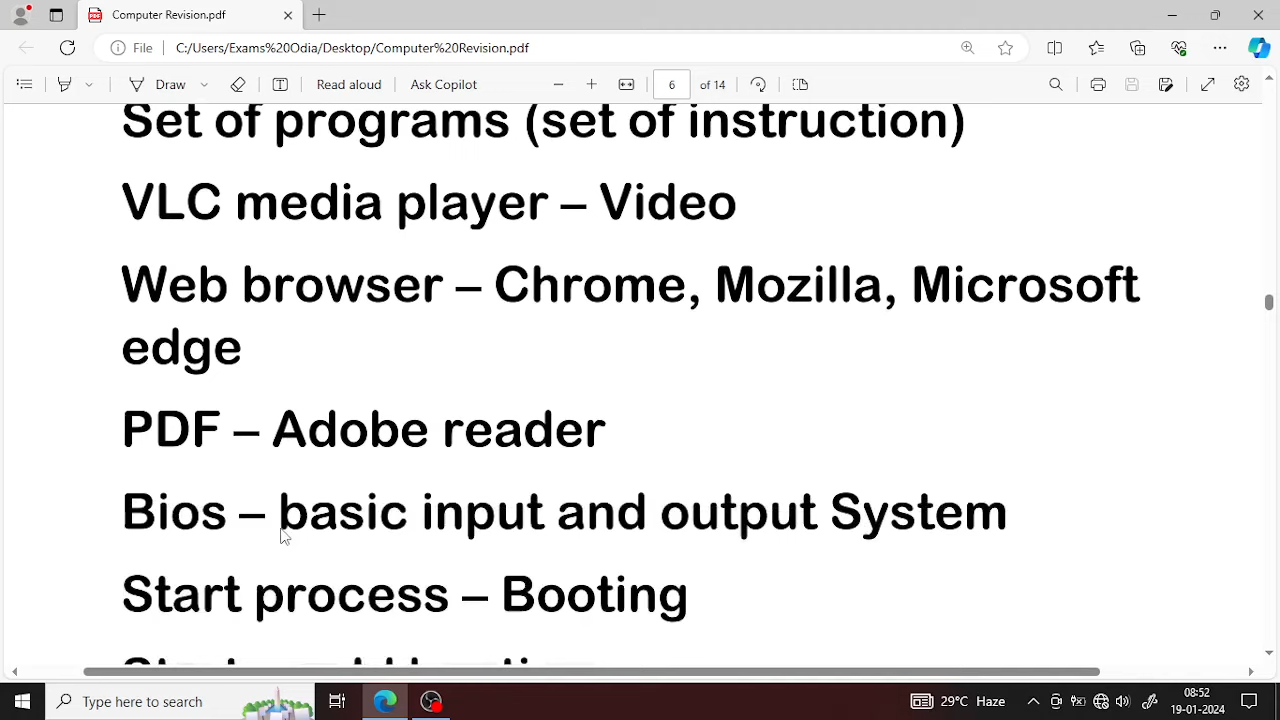 Computer Revision.pdf
File
C:/Users/Exams%20Odia/Desktop/Computer%20Revision.pdf
Draw
Read aloud
Ask Copilot
6 of 14
Set of programs (set of instruction)
VLC media player – Video
Web browser – Chrome, Mozilla, Microsoft
edge
PDF – Adobe reader
Bios – basic input and output System
Start process – Booting
Type here to search
29°C Haze
08:52
19-01-2024